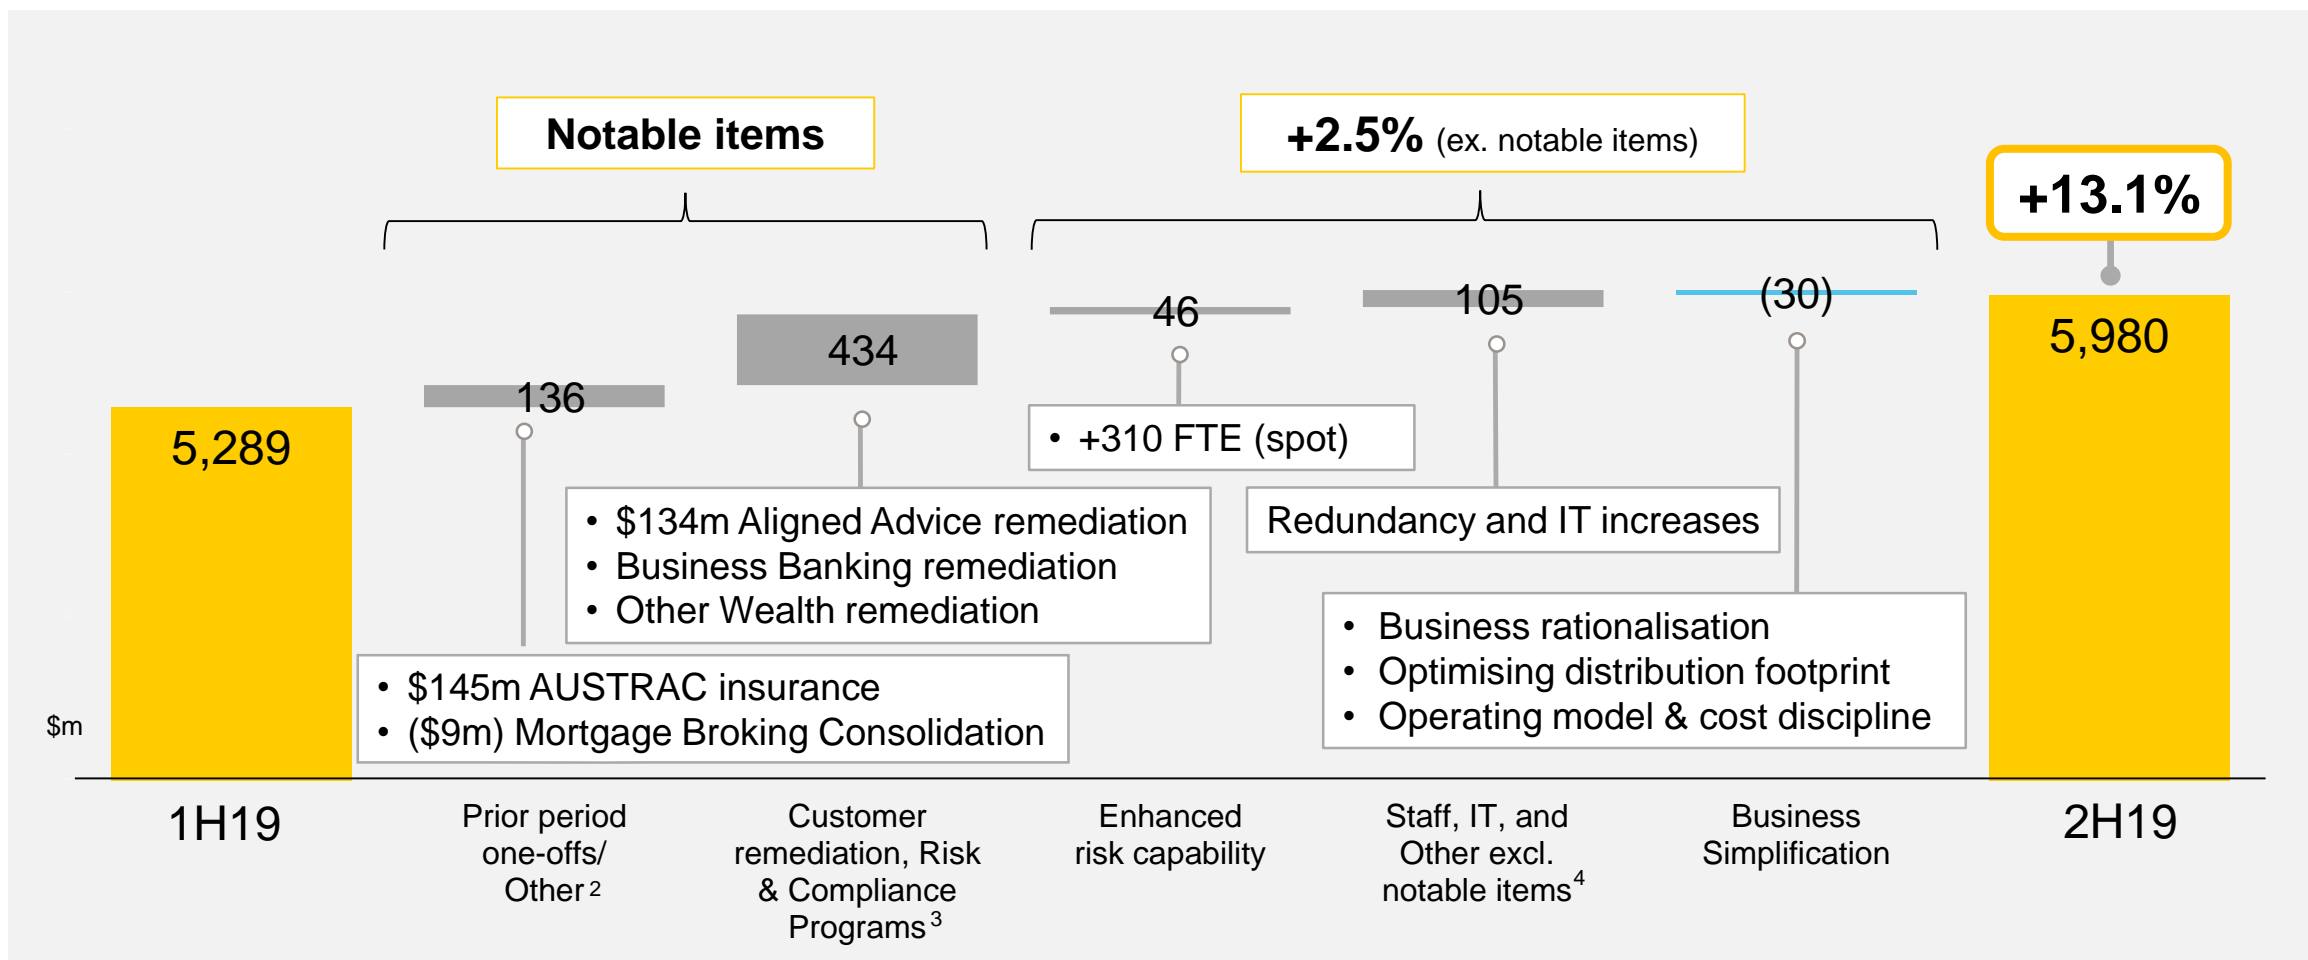 Notable items
+2.5% (ex. notable items)
+13.1%
5,289
136
434
46
105
(30)
5,980
• +310 FTE (spot)
• $134m Aligned Advice remediation
• Business Banking remediation
• Other Wealth remediation
Redundancy and IT increases
• Business rationalisation
• Optimising distribution footprint
• Operating model & cost discipline
• $145m AUSTRAC insurance
• ($9m) Mortgage Broking Consolidation
$m
1H19
Prior period
one-offs/
Other 2
Customer
remediation, Risk
& Compliance
Programs 3
Enhanced
risk capability
Staff, IT, and
Other excl.
notable items 4
Business
Simplification
2H19